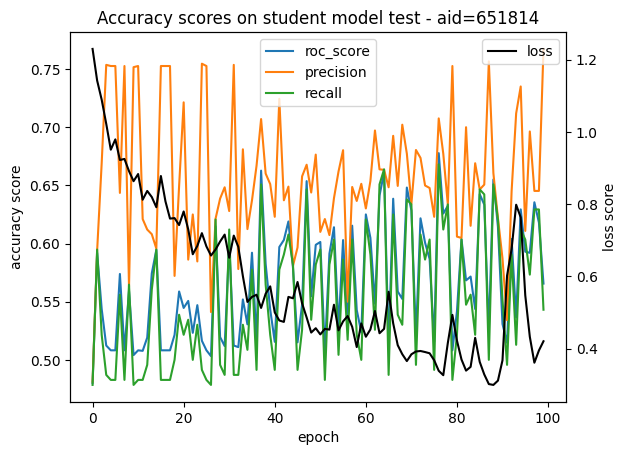 Accuracy scores on student model test - aid=651814
roc_score
precision
recall
loss
accuracy score
0.75
0.70
0.65
0.60
0.55
0.50
1.2
1.0
0.8
0.6
0.4
loss score
0 20 40 60 80 100
epoch